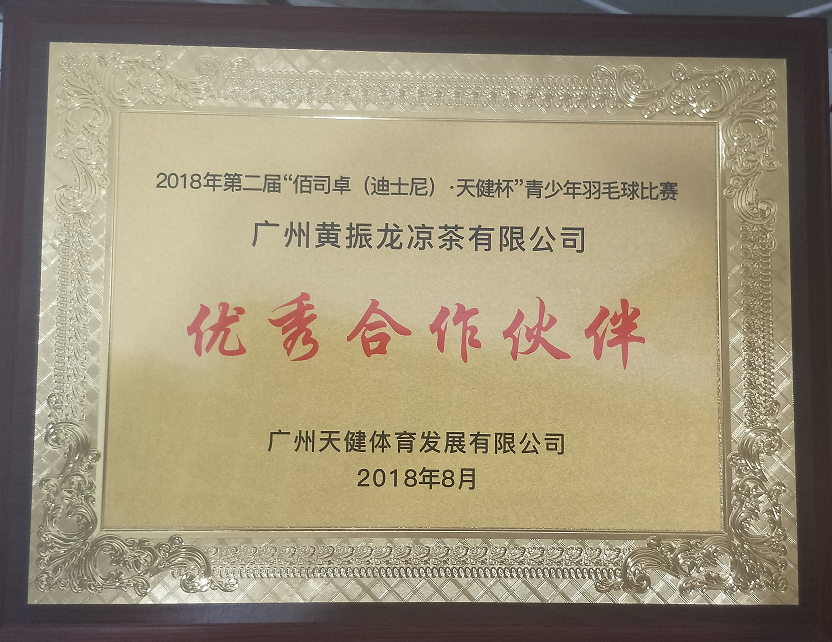 2018年第二届“佰司卓（迪士尼）·天健杯”青少年羽毛球比赛
广州黄振龙凉茶有限公司
优秀合作伙伴
广州天健体育发展有限公司
2018年8月